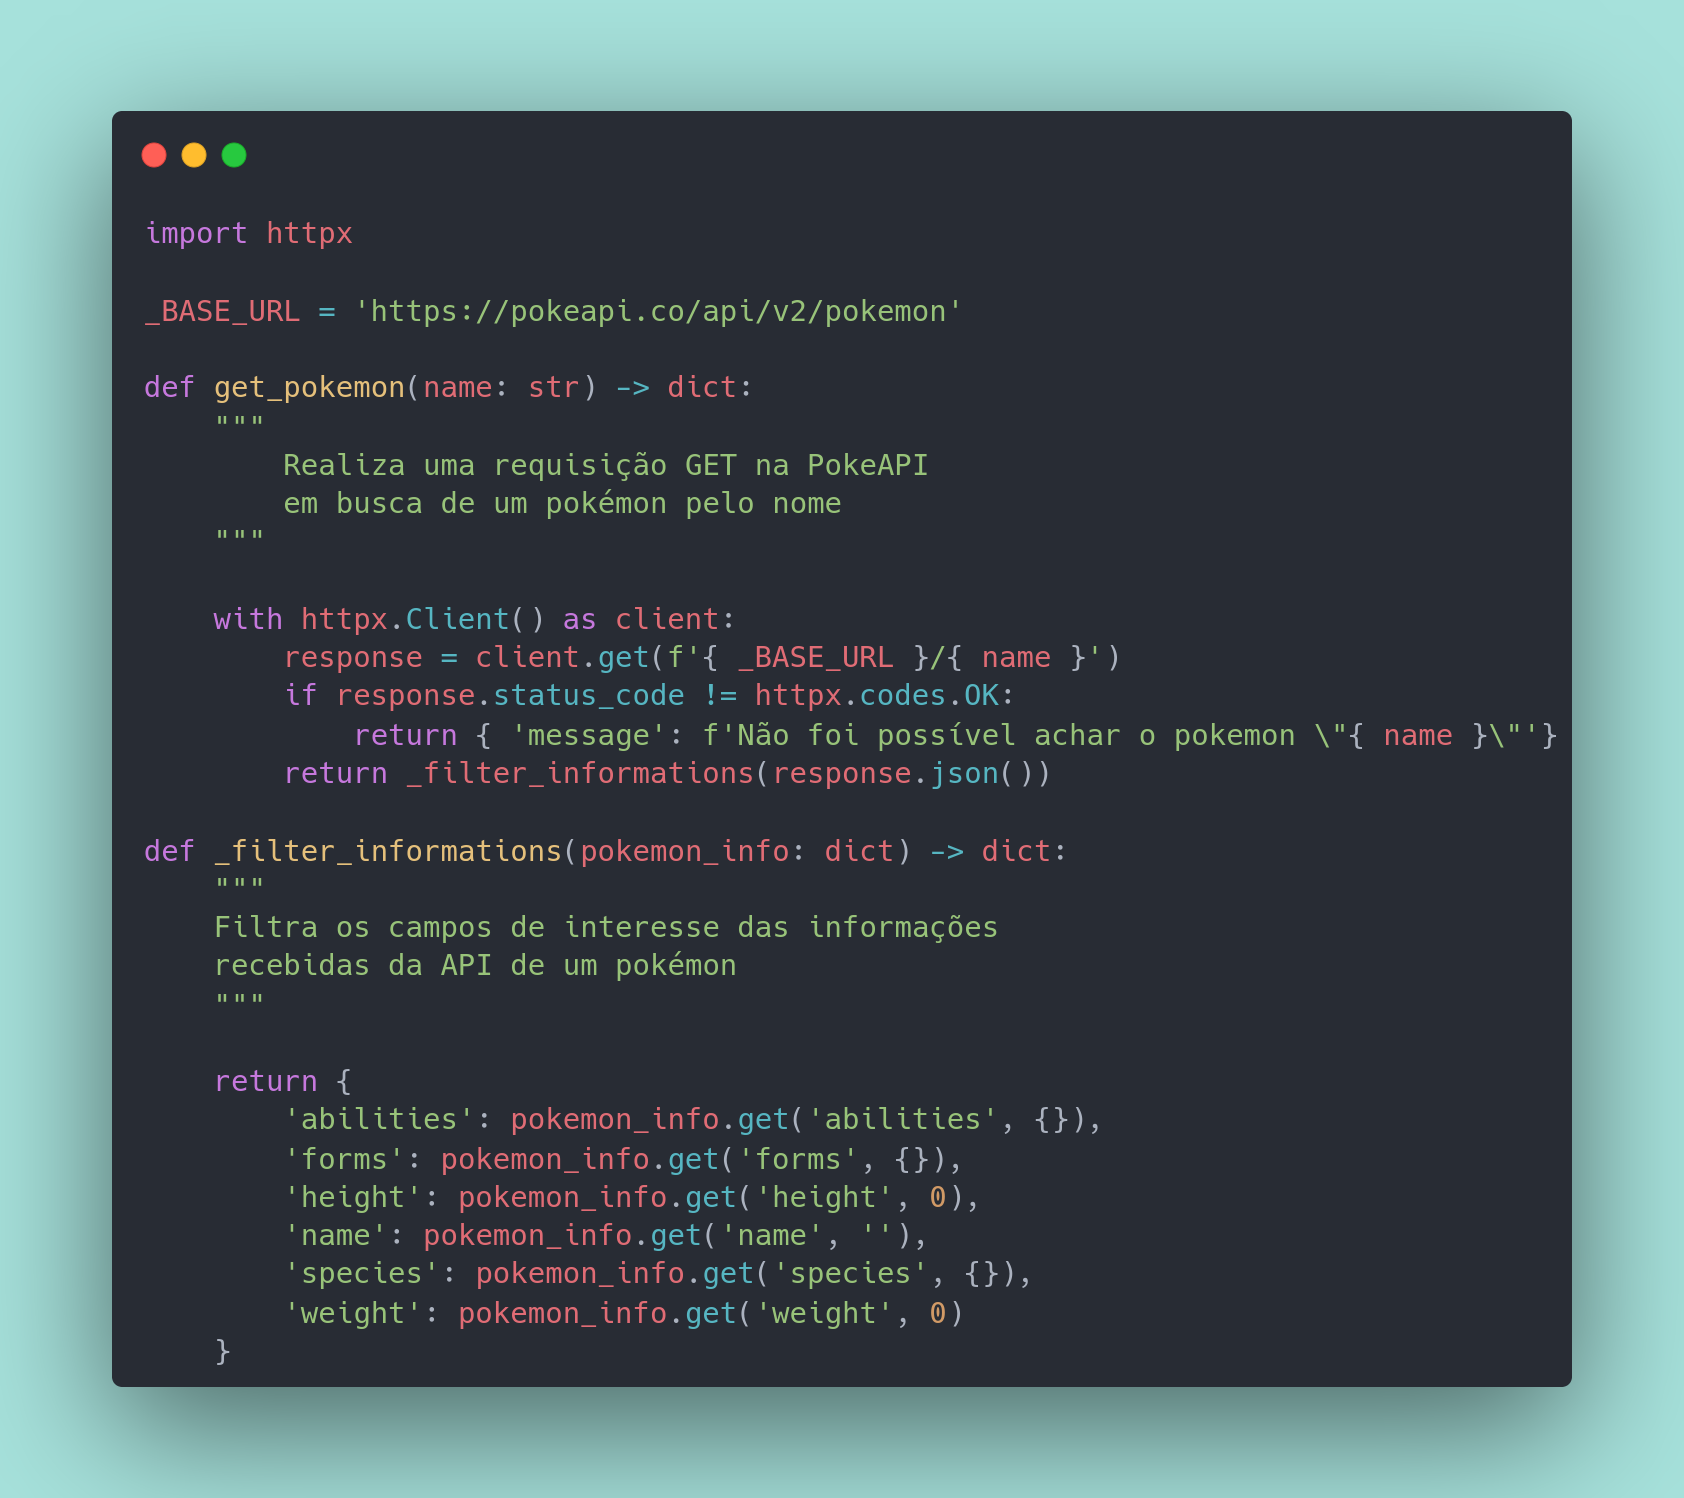 import httpx
_BASE_URL = 'https://pokeapi.co/api/v2/pokemon'
def get_pokemon(name: str) -> dict:
    """
        Realiza uma requisição GET na PokeAPI
        em busca de um pokémon pelo nome
    """
    with httpx.Client() as client:
        response = client.get(f'{ _BASE_URL }/{ name }')
        if response.status_code != httpx.codes.OK:
            return { 'message': f'Não foi possível achar o pokemon \"{ name }\"'}
        return _filter_informations(response.json())
def _filter_informations(pokemon_info: dict) -> dict:
    """
    Filtra os campos de interesse das informações
    recebidas da API de um pokémon
    """
    return {
        'abilities': pokemon_info.get('abilities', {}),
        'forms': pokemon_info.get('forms', {}),
        'height': pokemon_info.get('height', 0),
        'name': pokemon_info.get('name', ''),
        'species': pokemon_info.get('species', {}),
        'weight': pokemon_info.get('weight', 0)
    }